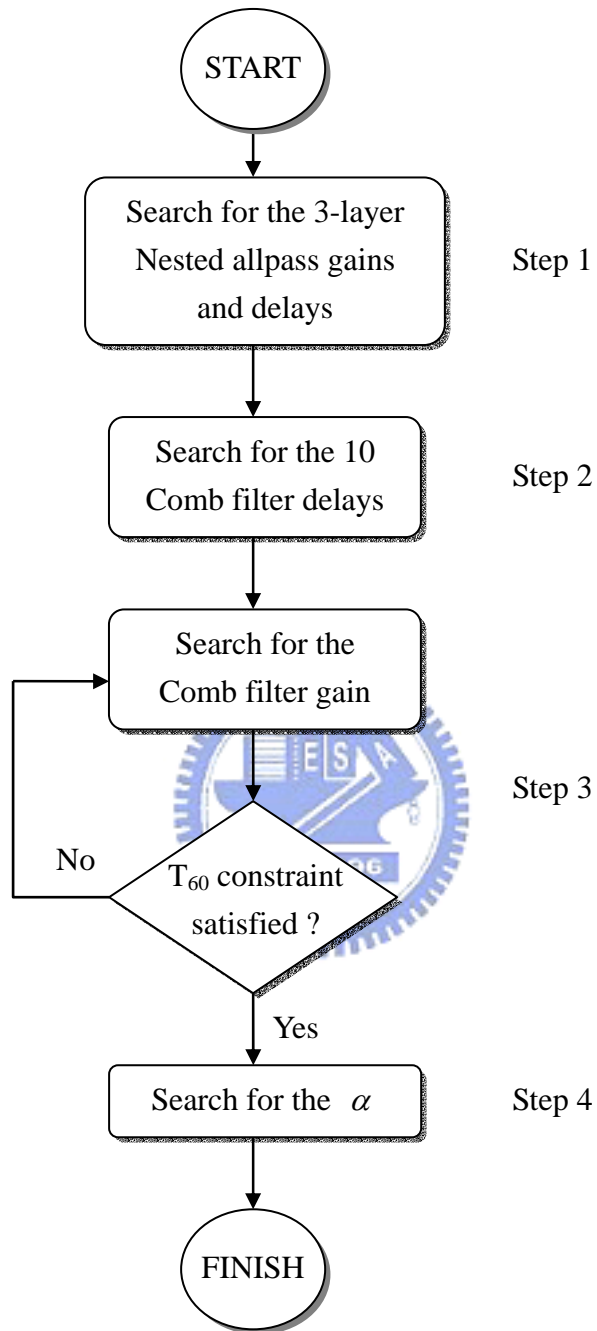 START
Search for the 3-layer
Nested allpass gains
and delays
Step 1
Search for the 10
Comb filter delays
Step 2
Search for the
Comb filter gain
Step 3
E S A
No
T₆₀ constraint
satisfied ?
96
Yes
Search for the α
Step 4
FINISH